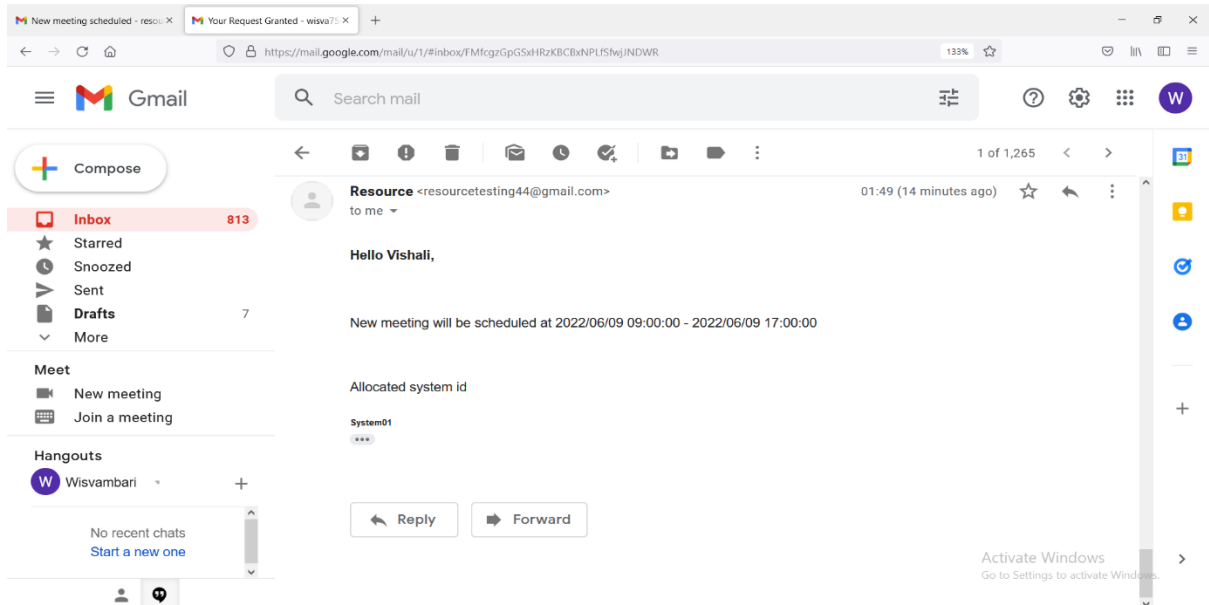 New meeting scheduled - resou
Your Request Granted - wisva75
https://mail.google.com/mail/u/1/#inbox/FMfcgzGpGSxHRzKBCBxNPLfSfwjJNDWR
133%
Gmail
Search mail
W
Compose
1 of 1,265
31
Resource <resourcetesting44@gmail.com>
01:49 (14 minutes ago)
to me
Inbox 813
Starred
Snoozed
Sent
Drafts 7
More
Hello Vishali,
New meeting will be scheduled at 2022/06/09 09:00:00 - 2022/06/09 17:00:00
Allocated system id
System01
Meet
New meeting
Join a meeting
Hangouts
W Wisvambari
No recent chats
Start a new one
Reply
Forward
Activate Windows
Go to Settings to activate Windows.